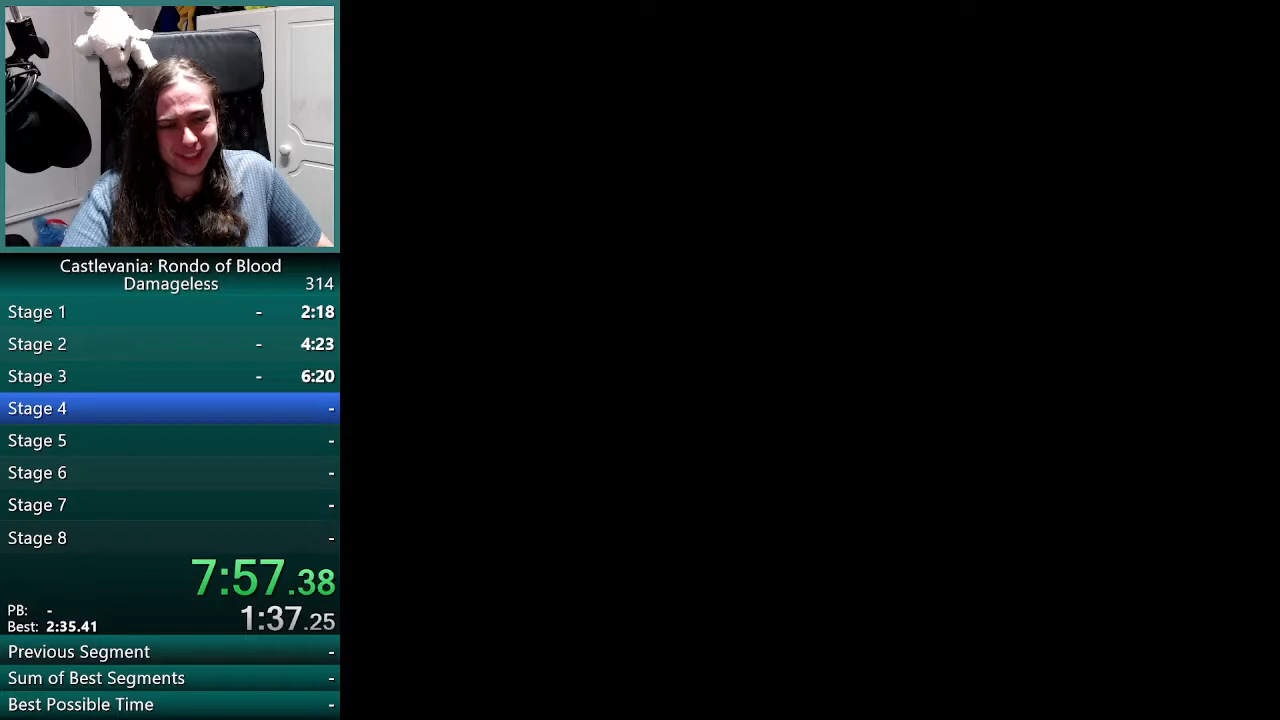 Castlevania: Rondo of Blood
Damageless 314
Stage 1 - 2:18
Stage 2 - 4:23
Stage 3 - 6:20
Stage 4 -
Stage 5 -
Stage 6 -
Stage 7 -
Stage 8 -
7:57.38
PB: - 
Best: 2:35.41 1:37.25
Previous Segment -
Sum of Best Segments -
Best Possible Time -